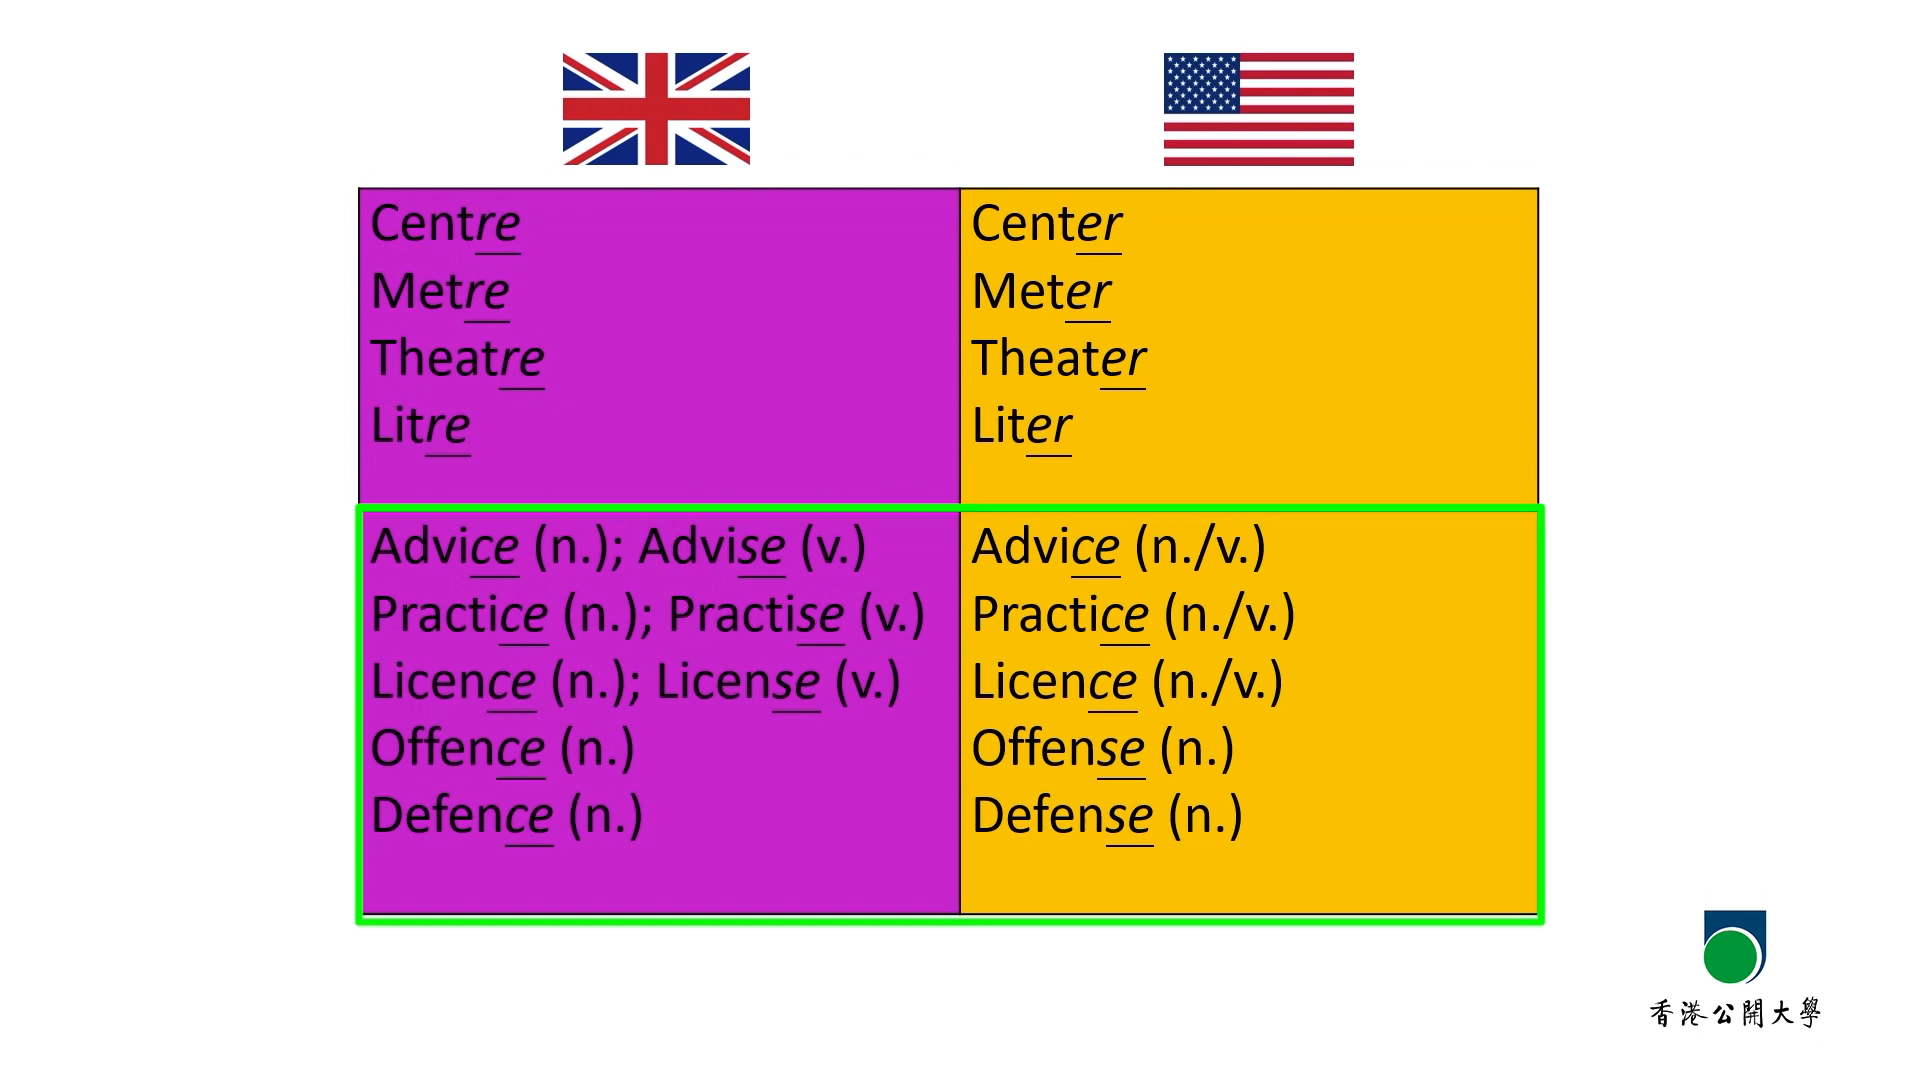 Centre
Metre
Theatre
Litre
Center
Meter
Theater
Liter
Advice (n.); Advise (v.)
Practice (n.); Practise (v.)
Licence (n.); License (v.)
Offence (n.)
Defence (n.)
Advice (n./v.)
Practice (n./v.)
Licence (n./v.)
Offense (n.)
Defense (n.)
香港公開大學